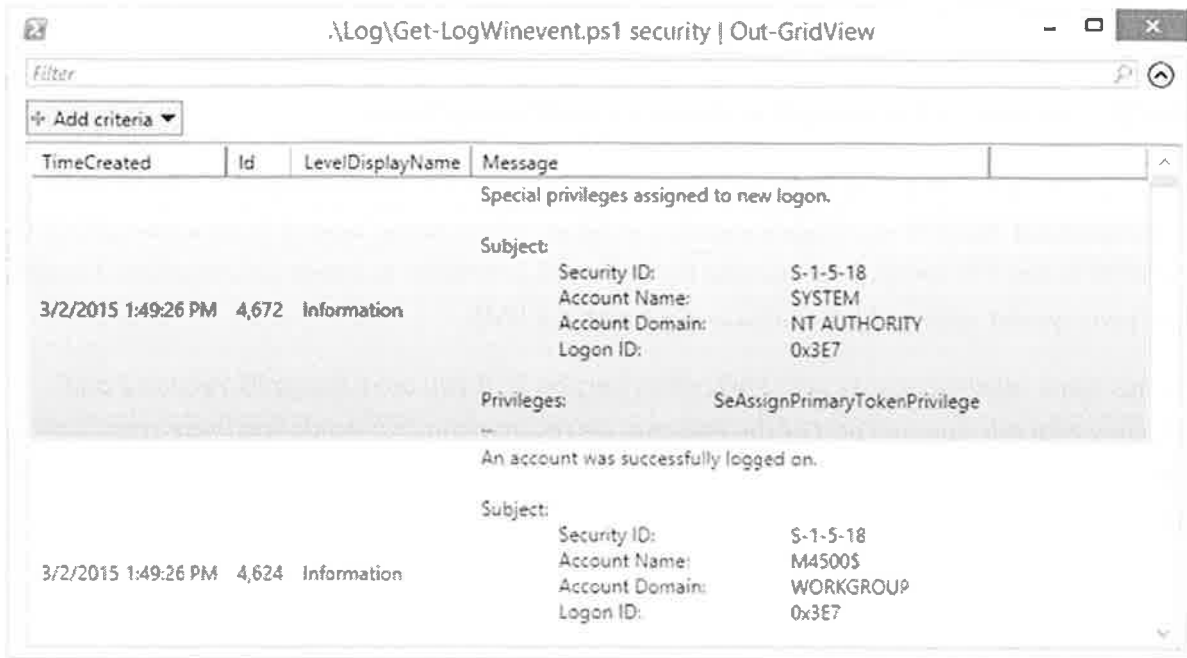 .\Log\Get-LogWinevent.ps1 security | Out-GridView
Filter
Add criteria
TimeCreated Id LevelDisplayName Message
Special privileges assigned to new logon.
Subject:
Security ID: S-1-5-18
Account Name: SYSTEM
3/2/2015 1:49:26 PM 4,672 Information
Account Domain: NT AUTHORITY
Logon ID: 0x3E7
Privileges: SeAssignPrimaryTokenPrivilege
...
An account was successfully logged on.
Subject:
Security ID: S-1-5-18
Account Name: M4500$
3/2/2015 1:49:26 PM 4,624 Information
Account Domain: WORKGROUP
Logon ID: 0x3E7